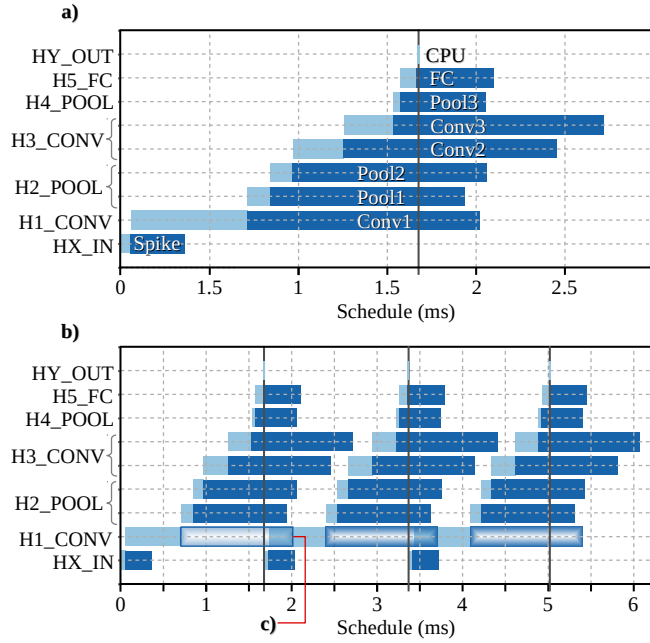 a)
HY_OUT
CPU
H5_FC
FC
H4_POOL
Pool3
Conv3
H3_CONV
Conv2
Pool2
H2_POOL
Pool1
H1_CONV
Conv1
HX_IN
Spike
0 1.5 1 1.5 2 2.5
Schedule (ms)
b)
HY_OUT
H5_FC
H4_POOL
H3_CONV
H2_POOL
H1_CONV
HX_IN
0 1 2 3 4 5 6
c)
Schedule (ms)